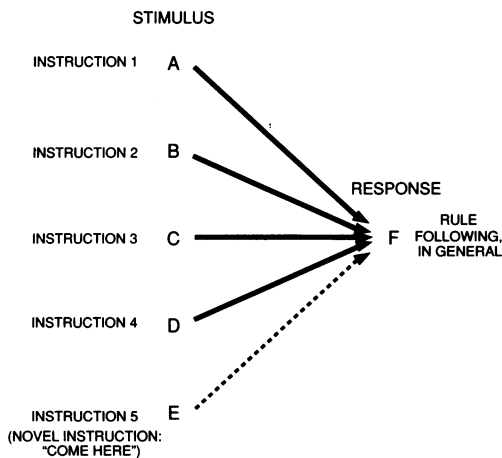 STIMULUS
INSTRUCTION 1 A
INSTRUCTION 2 B
RESPONSE
INSTRUCTION 3 C
F RULE
FOLLOWING,
IN GENERAL
INSTRUCTION 4 D
INSTRUCTION 5 E
(NOVEL INSTRUCTION:
"COME HERE")